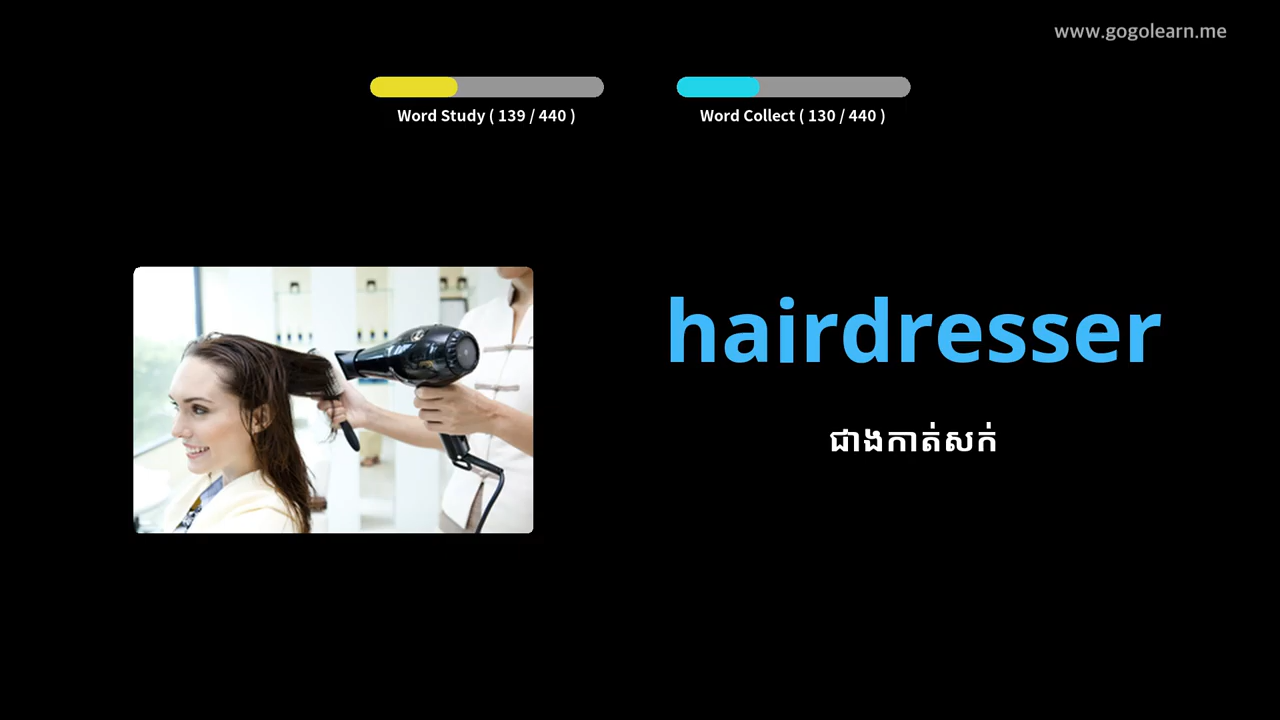 www.gogolearn.me
Word Study ( 139 / 440 )
Word Collect ( 130 / 440 )
hairdresser
ជាងកាត់សក់